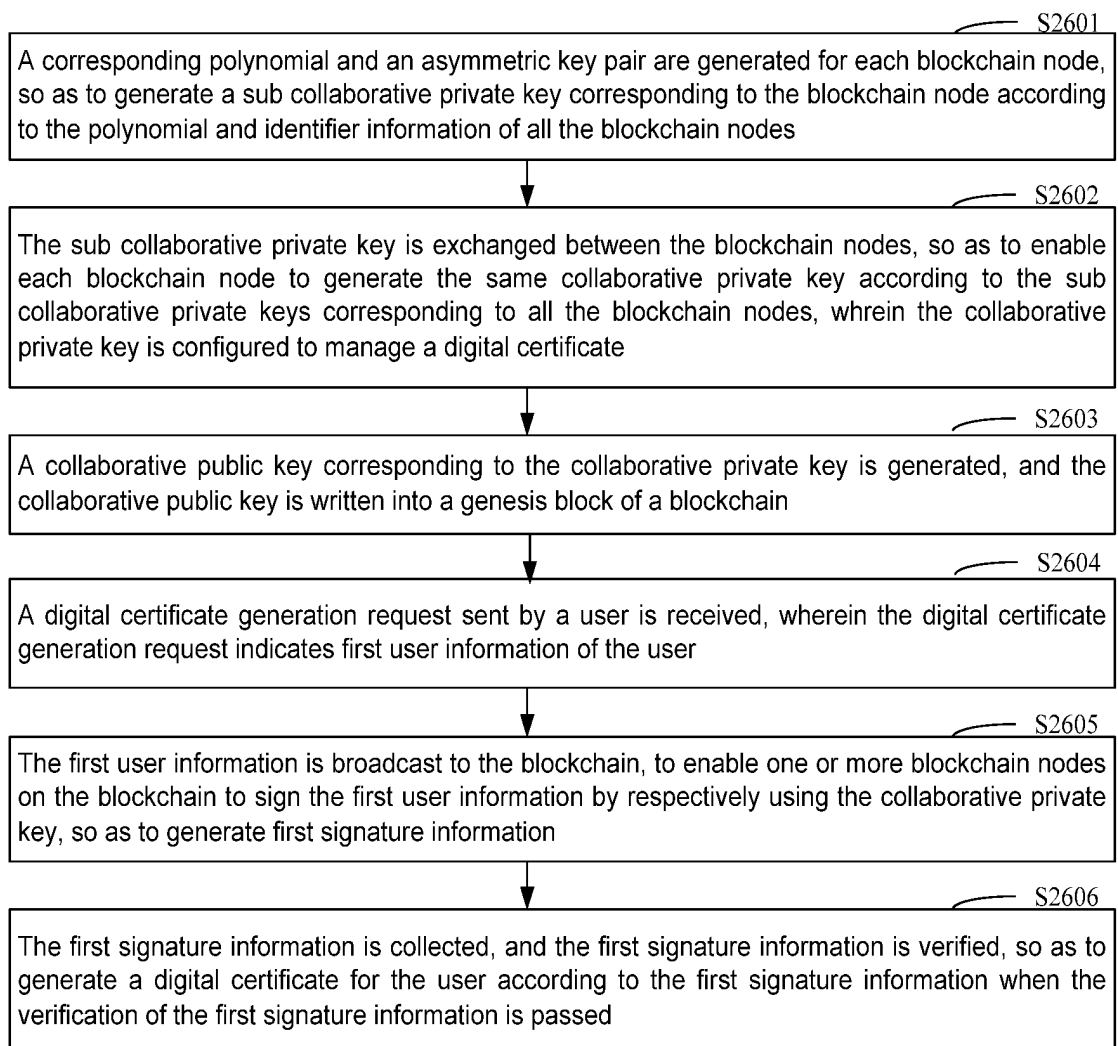 S2601
A corresponding polynomial and an asymmetric key pair are generated for each blockchain node,
so as to generate a sub collaborative private key corresponding to the blockchain node according
to the polynomial and identifier information of all the blockchain nodes
S2602
The sub collaborative private key is exchanged between the blockchain nodes, so as to enable
each blockchain node to generate the same collaborative private key according to the sub
collaborative private keys corresponding to all the blockchain nodes, whrein the collaborative
private key is configured to manage a digital certificate
S2603
A collaborative public key corresponding to the collaborative private key is generated, and the
collaborative public key is written into a genesis block of a blockchain
S2604
A digital certificate generation request sent by a user is received, wherein the digital certificate
generation request indicates first user information of the user
S2605
The first user information is broadcast to the blockchain, to enable one or more blockchain nodes
on the blockchain to sign the first user information by respectively using the collaborative private
key, so as to generate first signature information
S2606
The first signature information is collected, and the first signature information is verified, so as to
generate a digital certificate for the user according to the first signature information when the
verification of the first signature information is passed